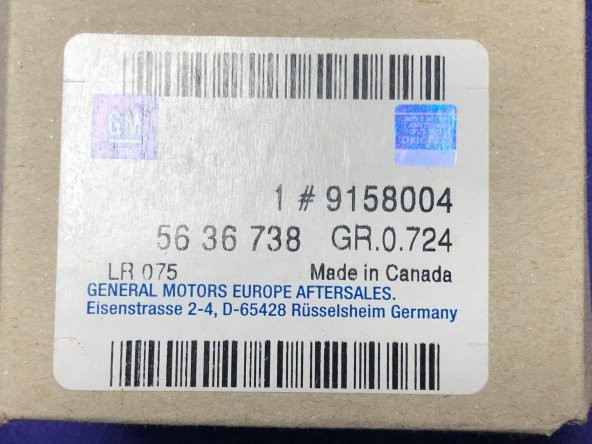 GM
1 # 9158004
56 36 738 GR.0.724
LR 075 Made in Canada
GENERAL MOTORS EUROPE AFTERSALES.
Eisenstrasse 2-4, D-65428 Rüsselsheim Germany